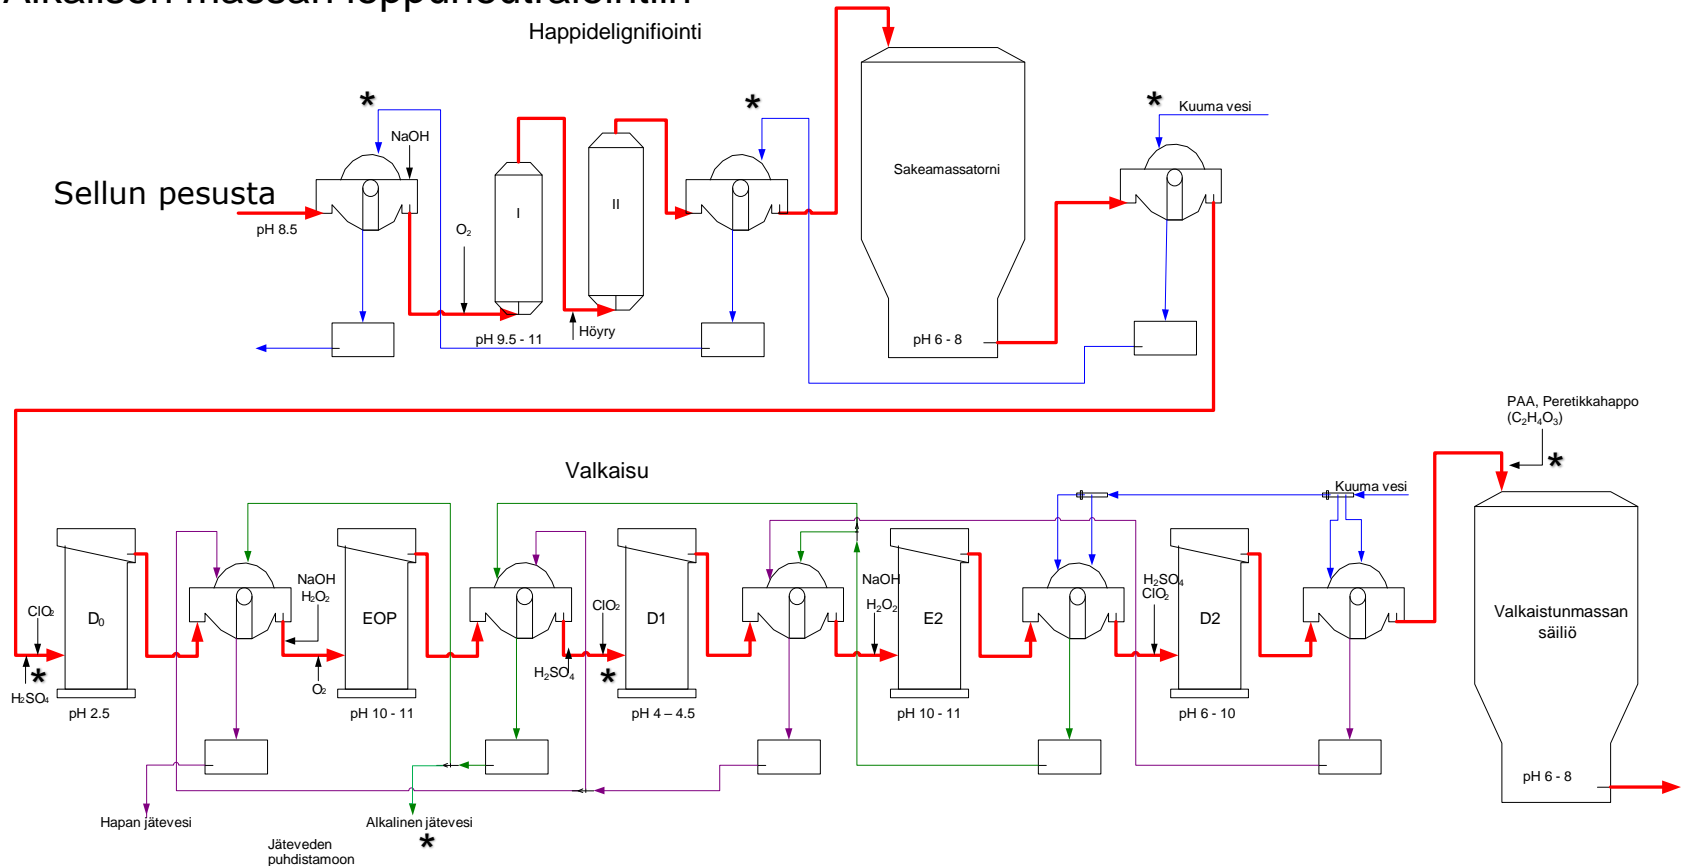 Alkalisen massan loppuneutralointiin
Happidelignifiointi
*
*
*
Kuuma vesi
NaOH
Sellun pesusta
pH 8.5
O₂
I
II
Sakeamassatorni
Höyry
pH 9.5 - 11
pH 6 - 8
PAA, Peretikkahappo
(C₂H₄O₃)
*
Valkaisu
Kuuma vesi
ClO₂
H₂SO₄
*
D₀
pH 2.5
NaOH
H₂O₂
O₂
EOP
pH 10 - 11
ClO₂
H₂SO₄
*
D1
pH 4 – 4.5
NaOH
H₂O₂
E2
pH 10 - 11
H₂SO₄
ClO₂
D2
pH 6 - 10
Valkaistunmassan
säiliö
pH 6 - 8
Hapan jätevesi
Alkalinen jätevesi
*
Jäteveden
puhdistamoon